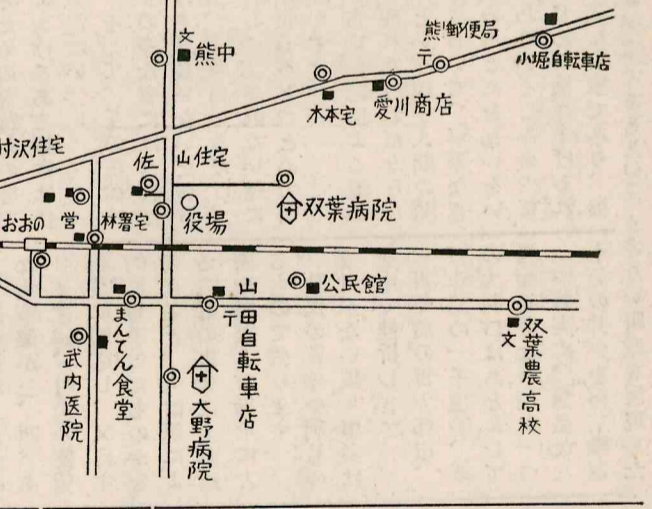 文
熊中
熊郵便局
〒
小堀自転車店
木本宅
愛川商店
村沢住宅
佐山住宅
おおの
営林署宅
役場
双葉病院
公民館
山田自転車店
〒
まんてん食堂
武内医院
大野病院
文
双葉農高校